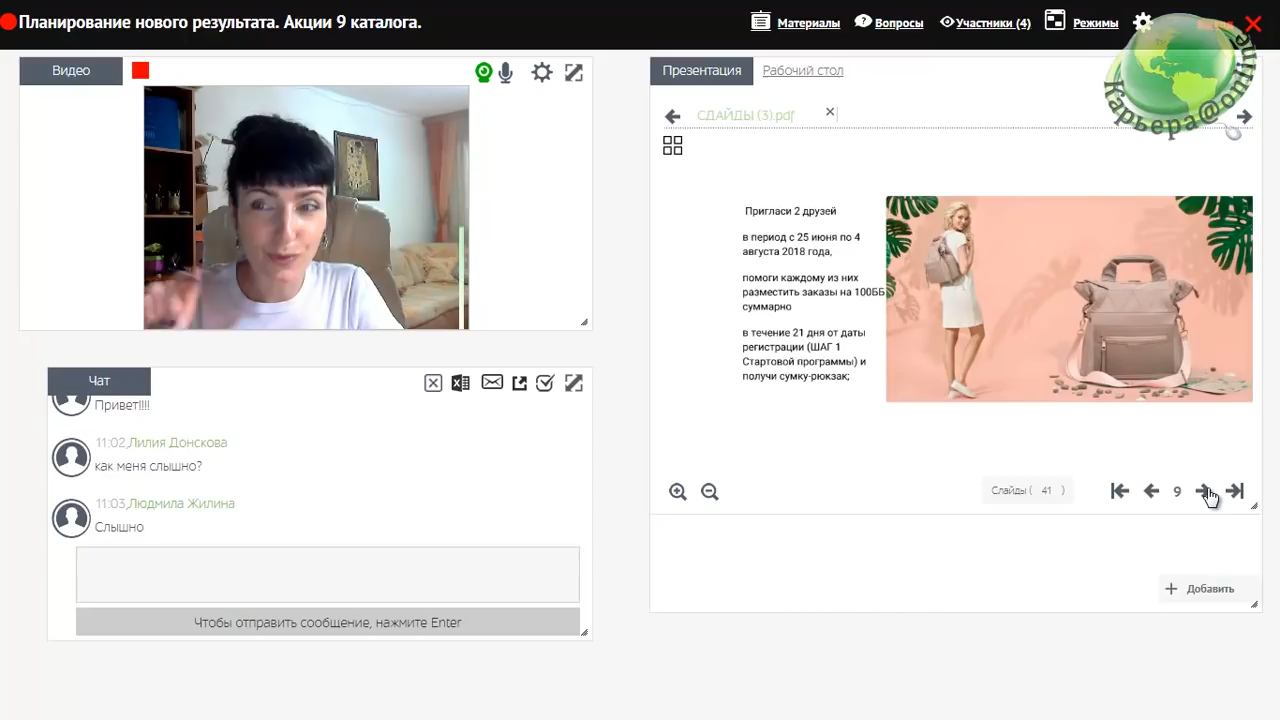 Планирование нового результата. Акции 9 каталога.
Материалы
Вопросы
Участники (4)
Режимы
Видео
Презентация
Рабочий стол
Карьера@online
СДАЙДЫ (3).pdf
Пригласи 2 друзей
в период с 25 июня по 4
августа 2018 года,
помоги каждому из них
разместить заказы на 100ББ
суммарно
в течение 21 дня от даты
регистрации (ШАГ 1
Стартовой программы) и
получи сумку-рюкзак;
Слайды ( 41 )
9
Добавить
Чат
Привет!!!!
11:02,Лилия Донскова
как меня слышно?
11:03,Людмила Жилина
Слышно
Чтобы отправить сообщение, нажмите Enter